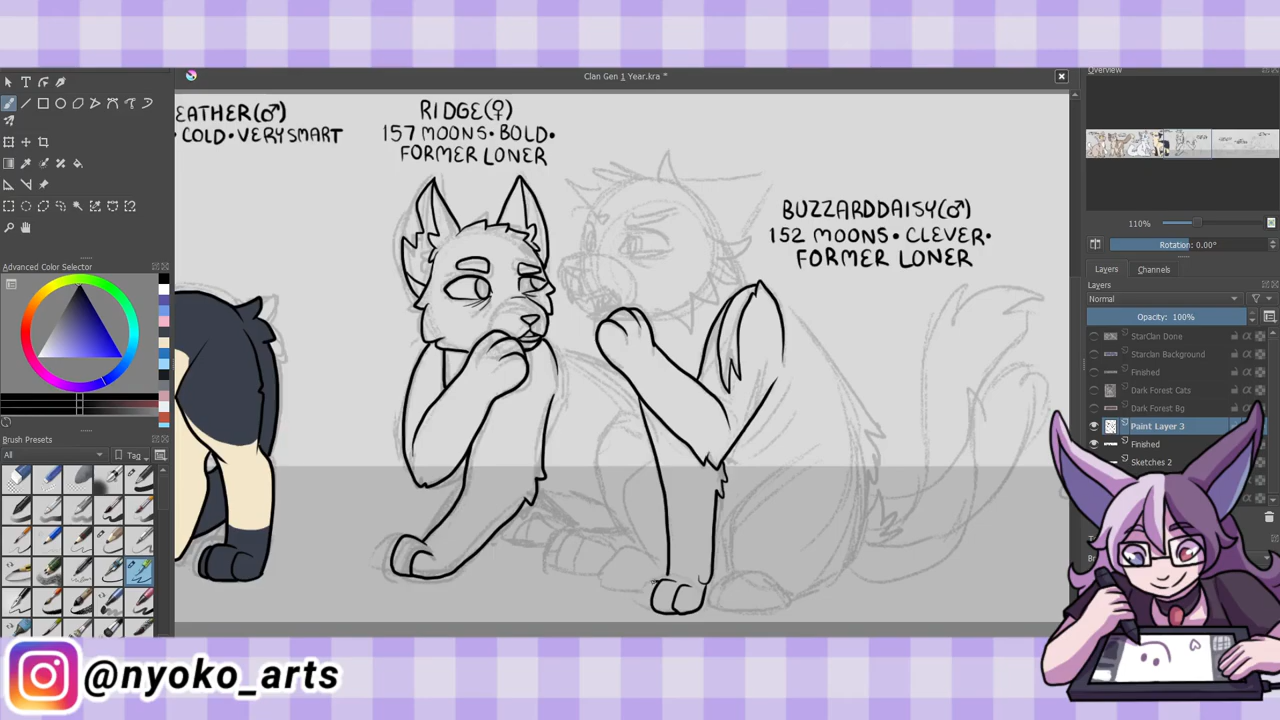 Clan Gen 1 Year.kra *
Overview
110%
Rotation: 0.00°
Layers
Channels
Layers
Normal
Opacity: 100%
StarClan Done
Starclan Background
Finished
Dark Forest Cats
Dark Forest Bg
Paint Layer 3
Finished
Sketches 2
Advanced Color Selector
Brush Presets
All
Tag
EATHER(♂)
• COLD • VERY SMART
RIDGE(♀)
157 MOONS • BOLD •
FORMER LONER
BUZZARDDAISY(♂)
152 MOONS • CLEVER •
FORMER LONER
@nyoko_arts